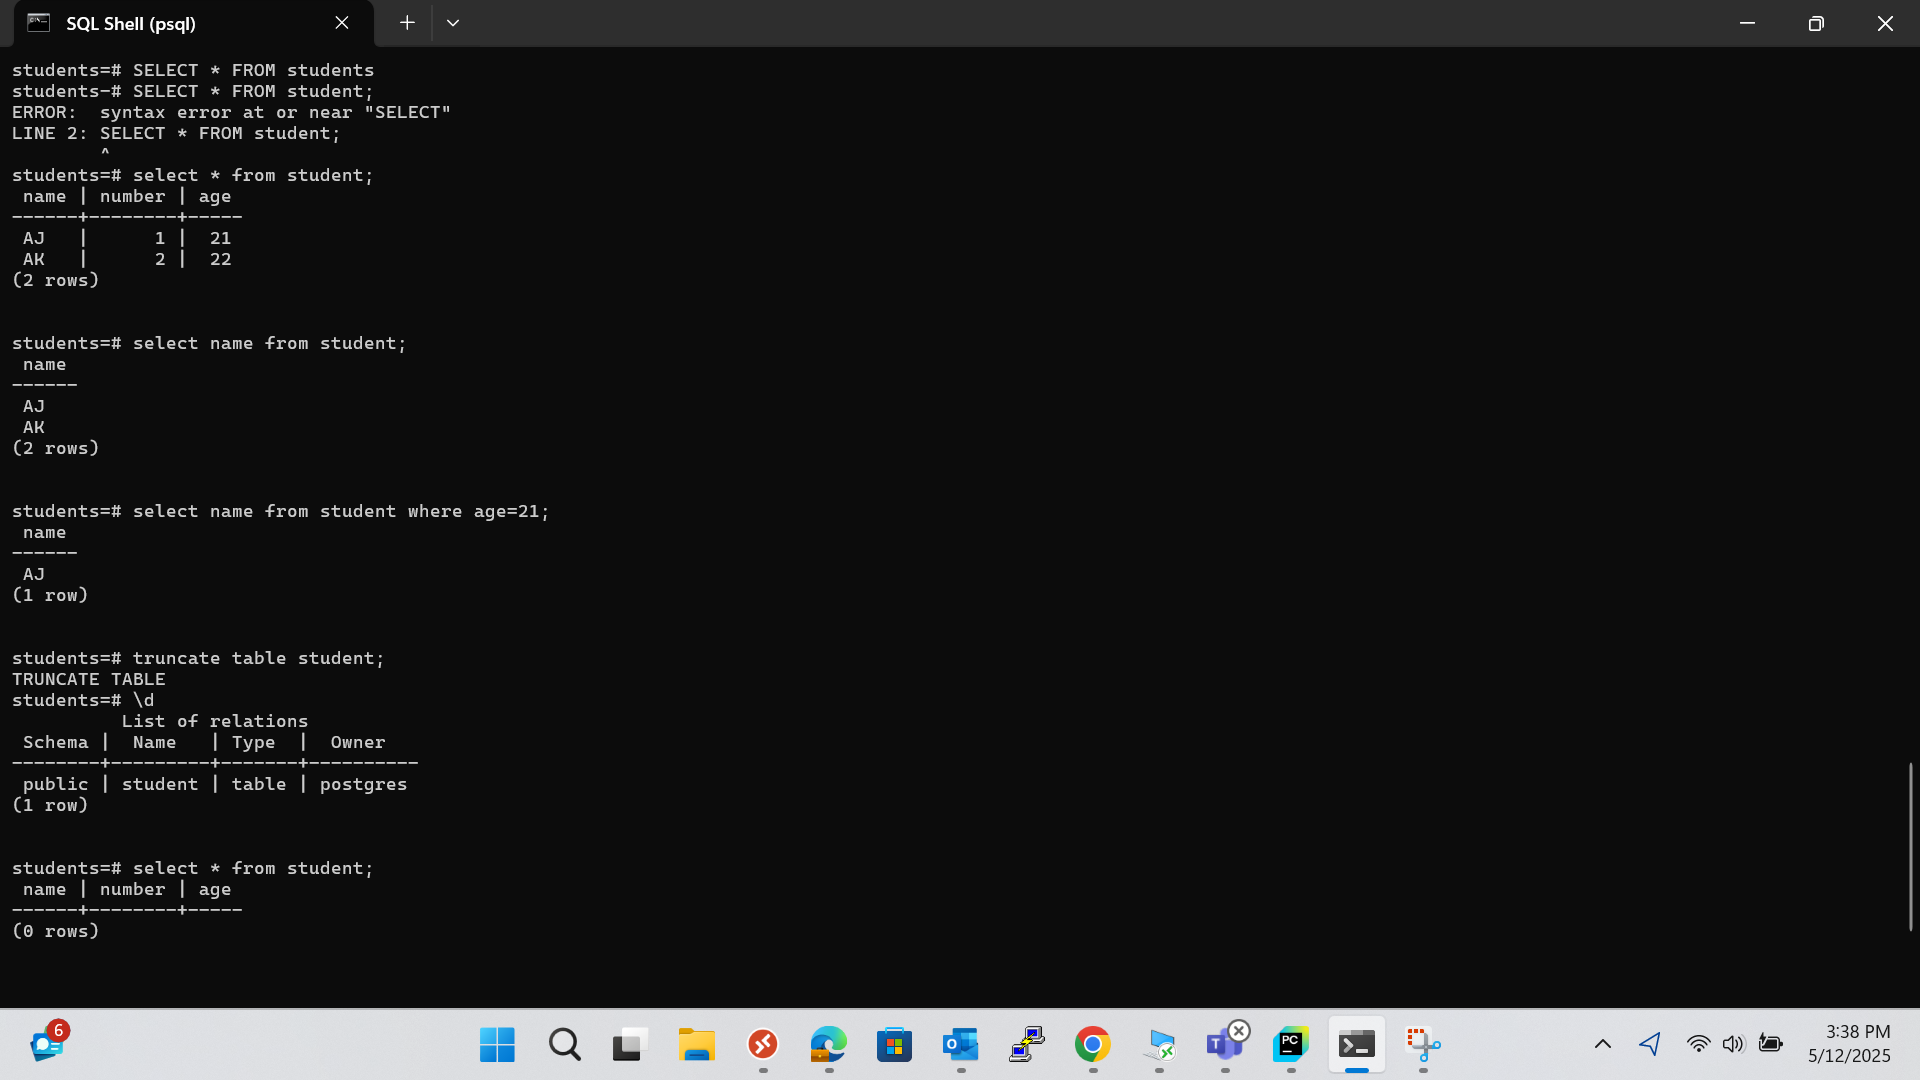 SQL Shell (psql)
students=# SELECT * FROM students
students-# SELECT * FROM student;
ERROR:  syntax error at or near "SELECT"
LINE 2: SELECT * FROM student;
        ^
students=# select * from student;
 name | number | age
------+--------+-----
 AJ   |      1 |  21
 AK   |      2 |  22
(2 rows)
students=# select name from student;
 name
------
 AJ
 AK
(2 rows)
students=# select name from student where age=21;
 name
------
 AJ
(1 row)
students=# truncate table student;
TRUNCATE TABLE
students=# \d
          List of relations
 Schema |  Name   | Type  |  Owner
--------+---------+-------+----------
 public | student | table | postgres
(1 row)
students=# select * from student;
 name | number | age
------+--------+-----
(0 rows)
6
O
T
PC
3:38 PM
5/12/2025